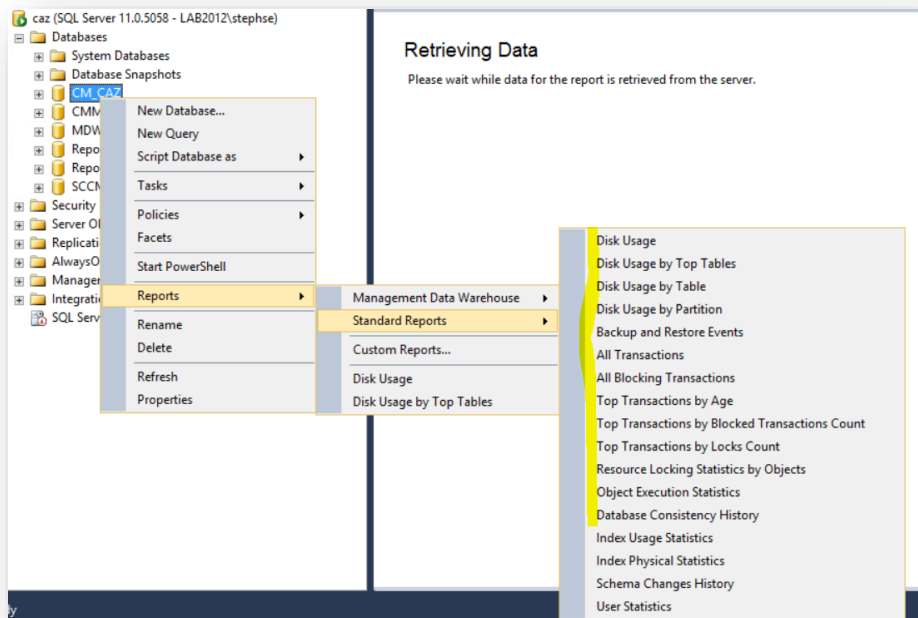 caz (SQL Server 11.0.5058 - LAB2012\stephse)
Databases
System Databases
Database Snapshots
CM_CAZ
CMM
MDW
Repo
Repo
SCCM
Security
Server Ob
Replicati
AlwaysO
Manager
Integrati
SQL Serv
New Database...
New Query
Script Database as
Tasks
Policies
Facets
Start PowerShell
Reports
Rename
Delete
Refresh
Properties
Management Data Warehouse
Standard Reports
Custom Reports...
Disk Usage
Disk Usage by Top Tables
Retrieving Data
Please wait while data for the report is retrieved from the server.
Disk Usage
Disk Usage by Top Tables
Disk Usage by Table
Disk Usage by Partition
Backup and Restore Events
All Transactions
All Blocking Transactions
Top Transactions by Age
Top Transactions by Blocked Transactions Count
Top Transactions by Locks Count
Resource Locking Statistics by Objects
Object Execution Statistics
Database Consistency History
Index Usage Statistics
Index Physical Statistics
Schema Changes History
User Statistics